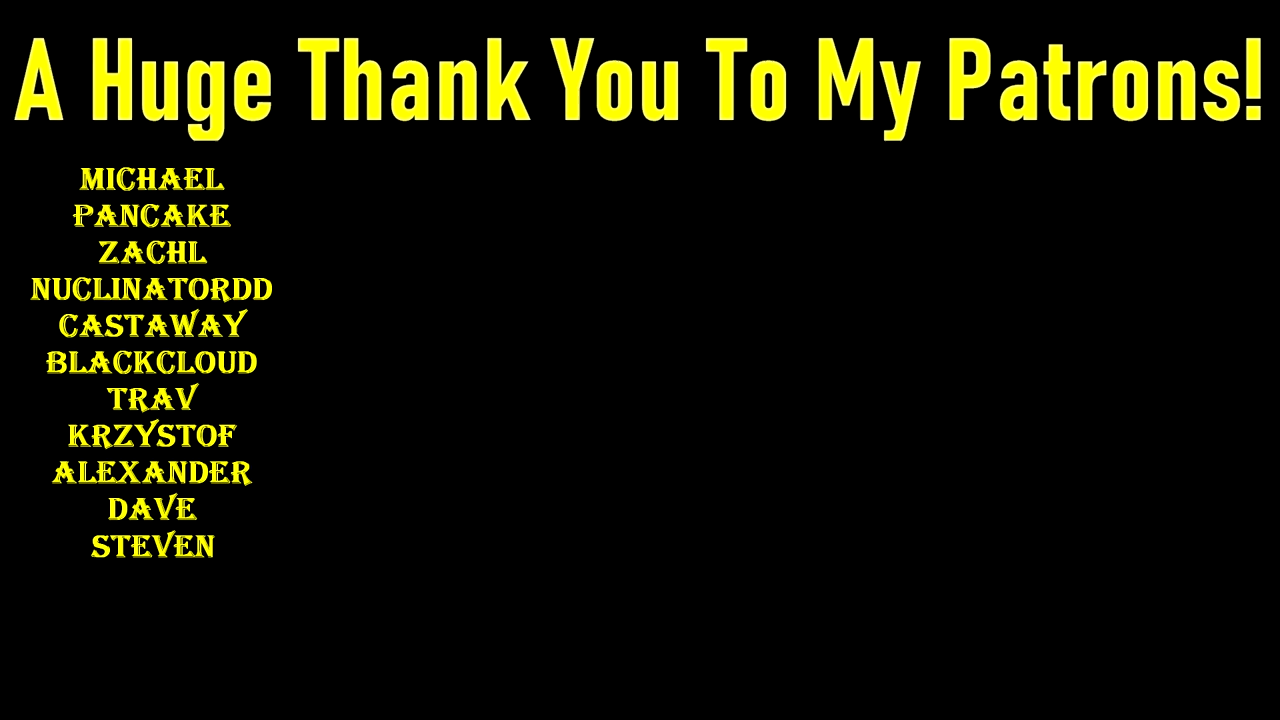 A Huge Thank You To My Patrons!
MICHAEL
PANCAKE
ZACHL
NUCLINATORDD
CASTAWAY
BLACKCLOUD
TRAV
KRZYSTOF
ALEXANDER
DAVE
STEVEN